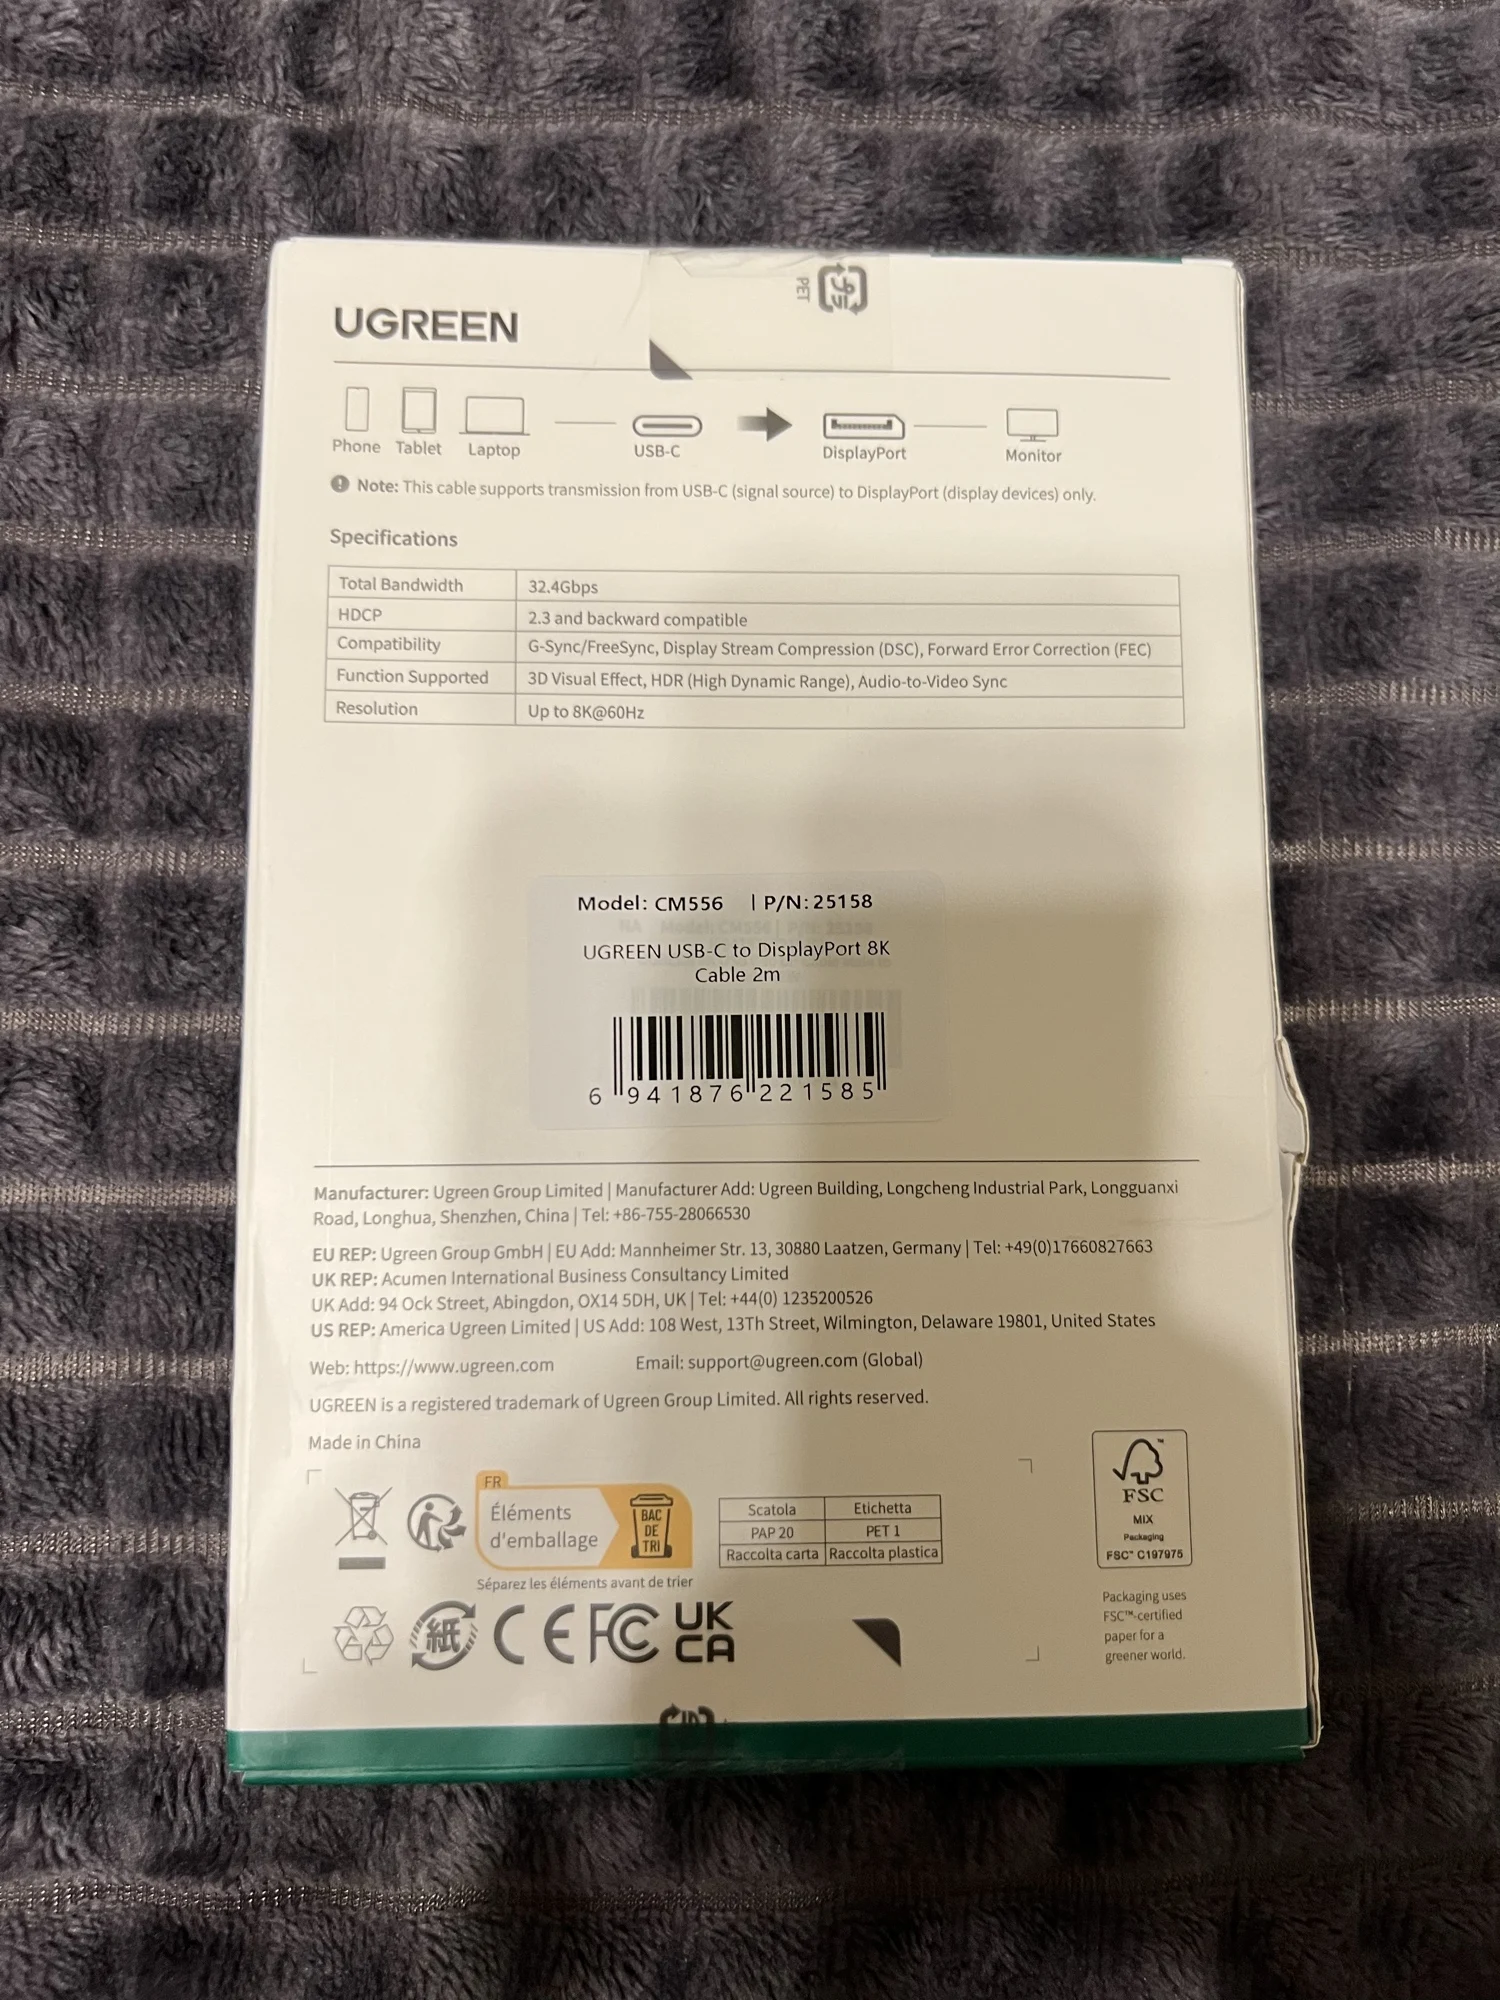 PET
UGREEN
Phone Tablet Laptop USB-C DisplayPort Monitor
Note: This cable supports transmission from USB-C (signal source) to DisplayPort (display devices) only.
Specifications
Total Bandwidth 32.4Gbps
HDCP 2.3 and backward compatible
Compatibility G-Sync/FreeSync, Display Stream Compression (DSC), Forward Error Correction (FEC)
Function Supported 3D Visual Effect, HDR (High Dynamic Range), Audio-to-Video Sync
Resolution Up to 8K@60Hz
Model: CM556 | P/N: 25158
UGREEN USB-C to DisplayPort 8K
Cable 2m
6 941876 221585
Manufacturer: Ugreen Group Limited | Manufacturer Add: Ugreen Building, Longcheng Industrial Park, Longguanxi
Road, Longhua, Shenzhen, China | Tel: +86-755-28066530
EU REP: Ugreen Group GmbH | EU Add: Mannheimer Str. 13, 30880 Laatzen, Germany | Tel: +49(0)17660827663
UK REP: Acumen International Business Consultancy Limited
UK Add: 94 Ock Street, Abingdon, OX14 5DH, UK | Tel: +44(0) 1235200526
US REP: America Ugreen Limited | US Add: 108 West, 13Th Street, Wilmington, Delaware 19801, United States
Web: https://www.ugreen.com Email: support@ugreen.com (Global)
UGREEN is a registered trademark of Ugreen Group Limited. All rights reserved.
Made in China
FR
Éléments
d'emballage
BAC
DE
TRI
Séparez les éléments avant de trier
Scatola Etichetta
PAP 20 PET 1
Raccolta carta Raccolta plastica
FSC
MIX
Packaging
FSC™ C197975
Packaging uses
FSC™-certified
paper for a
greener world.
紙 CE FC UK
CA